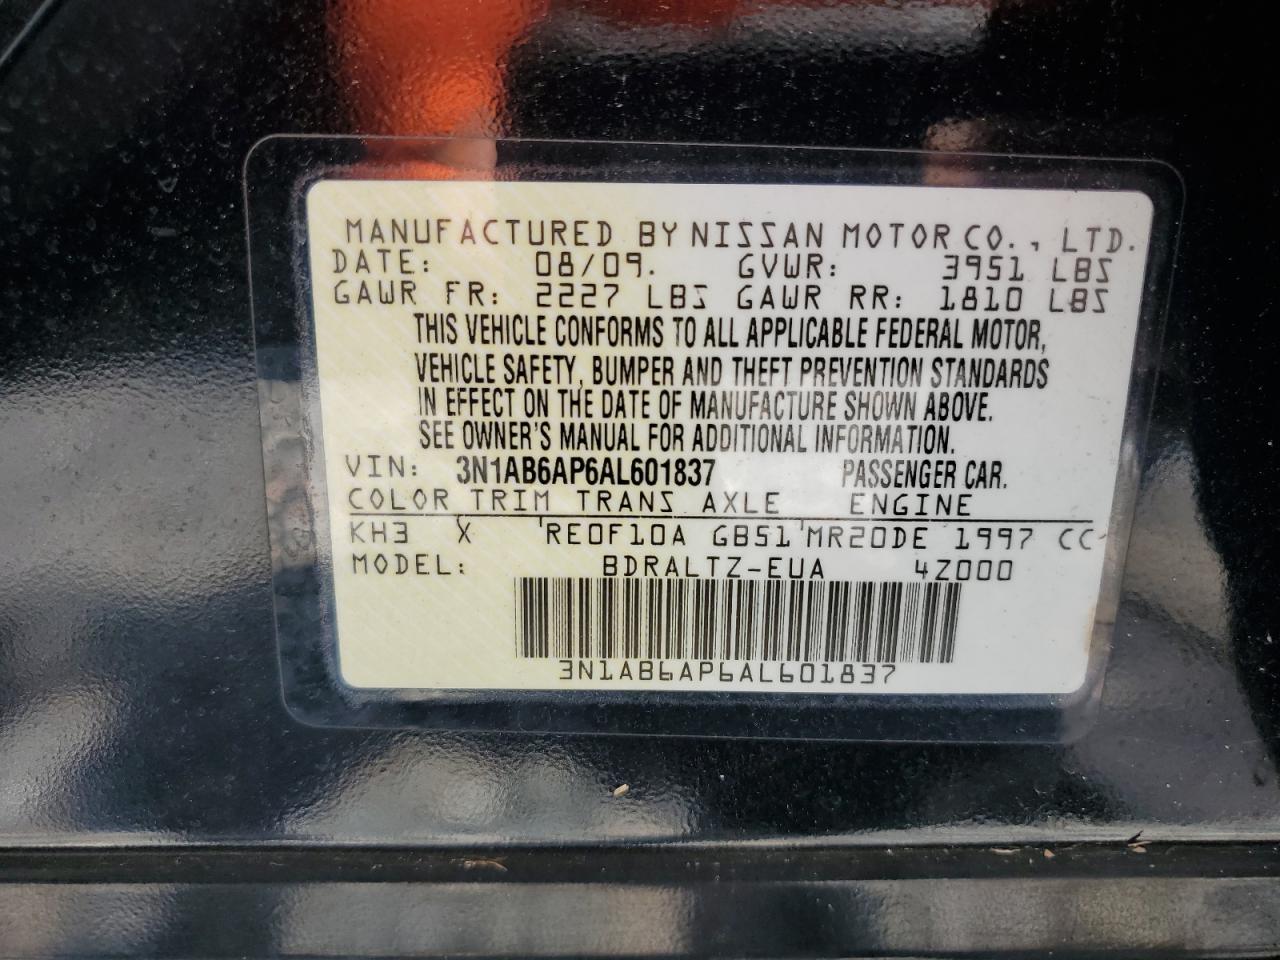 MANUFACTURED BY NISSAN MOTOR CO., LTD.
DATE: 08/09. GVWR: 3951 LBS
GAWR FR: 2227 LBS GAWR RR: 1810 LBS
THIS VEHICLE CONFORMS TO ALL APPLICABLE FEDERAL MOTOR,
VEHICLE SAFETY, BUMPER AND THEFT PREVENTION STANDARDS
IN EFFECT ON THE DATE OF MANUFACTURE SHOWN ABOVE.
SEE OWNER'S MANUAL FOR ADDITIONAL INFORMATION.
VIN: 3N1AB6AP6AL601837 PASSENGER CAR.
COLOR TRIM TRANS AXLE ENGINE
KH3 X RE0F10A GB51 MR20DE 1997 CC
MODEL: BDRALTZ-EUA 4Z000
3N1AB6AP6AL601837